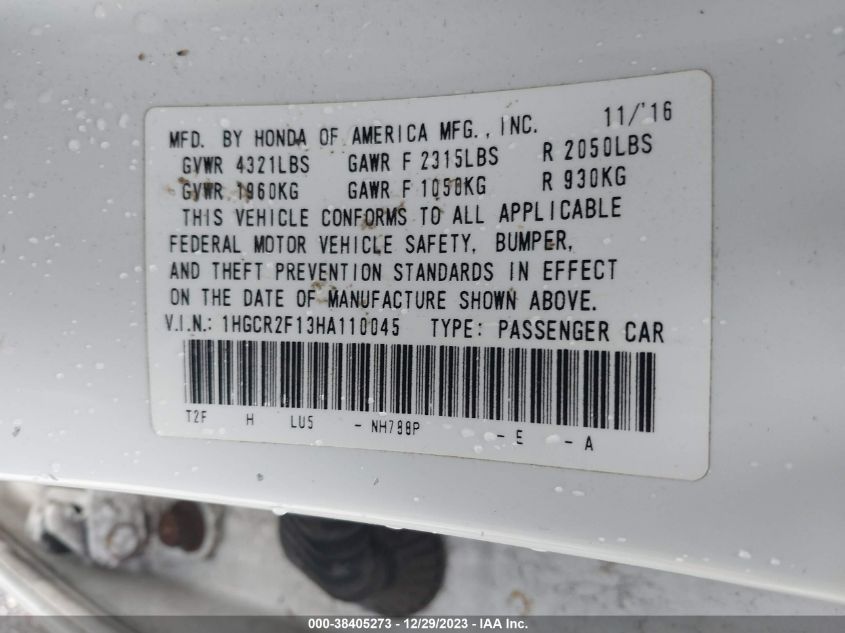 11/'16
MFD. BY HONDA OF AMERICA MFG., INC.
GVWR 4321LBS GAWR F 2315LBS R 2050LBS
GVWR 1960KG GAWR F 1050KG R 930KG
THIS VEHICLE CONFORMS TO ALL APPLICABLE
FEDERAL MOTOR VEHICLE SAFETY, BUMPER,
AND THEFT PREVENTION STANDARDS IN EFFECT
ON THE DATE OF MANUFACTURE SHOWN ABOVE.
V.I.N.: 1HGCR2F13HA110045 TYPE: PASSENGER CAR
T2F H LU5 - NH788P - E - A
000-38405273 - 12/29/2023 - IAA Inc.